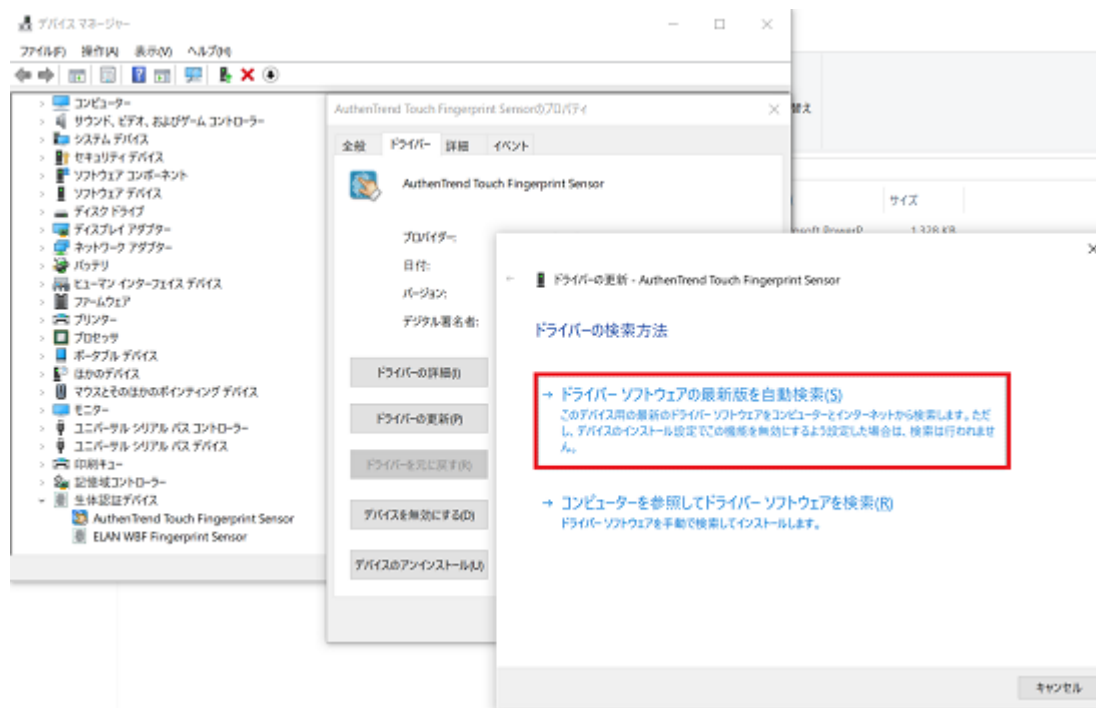 デバイス マネージャー
ファイル(F) 操作(A) 表示(V) ヘルプ(H)
コンピューター
サウンド、ビデオ、およびゲーム コントローラー
システム デバイス
セキュリティ デバイス
ソフトウェア コンポーネント
ソフトウェア デバイス
ディスク ドライブ
ディスプレイ アダプター
ネットワーク アダプター
バッテリ
ヒューマン インターフェイス デバイス
ファームウェア
プリンター
プロセッサ
ポータブル デバイス
ほかのデバイス
マウスとそのほかのポインティング デバイス
モニター
ユニバーサル シリアル バス コントローラー
ユニバーサル シリアル バス デバイス
印刷キュー
記憶域コントローラー
生体認証デバイス
AuthenTrend Touch Fingerprint Sensor
ELAN WBF Fingerprint Sensor
AuthenTrend Touch Fingerprint Sensorのプロパティ
全般 ドライバー 詳細 イベント
AuthenTrend Touch Fingerprint Sensor
プロバイダー:
日付:
バージョン:
デジタル署名者:
ドライバーの詳細(I)
ドライバーの更新(P)
ドライバーを元に戻す(R)
デバイスを無効にする(D)
デバイスのアンインストール(U)
替え
サイズ
1,328 KB
ドライバーの更新 - AuthenTrend Touch Fingerprint Sensor
ドライバーの検索方法
→ ドライバー ソフトウェアの最新版を自動検索(S)
このデバイス用の最新のドライバー ソフトウェアをコンピューターとインターネットから検索します。ただ
し、デバイスのインストール設定でこの機能を無効にするよう設定した場合は、検索は行われませ
ん。
→ コンピューターを参照してドライバー ソフトウェアを検索(R)
ドライバー ソフトウェアを手動で検索してインストールします。
キャンセル